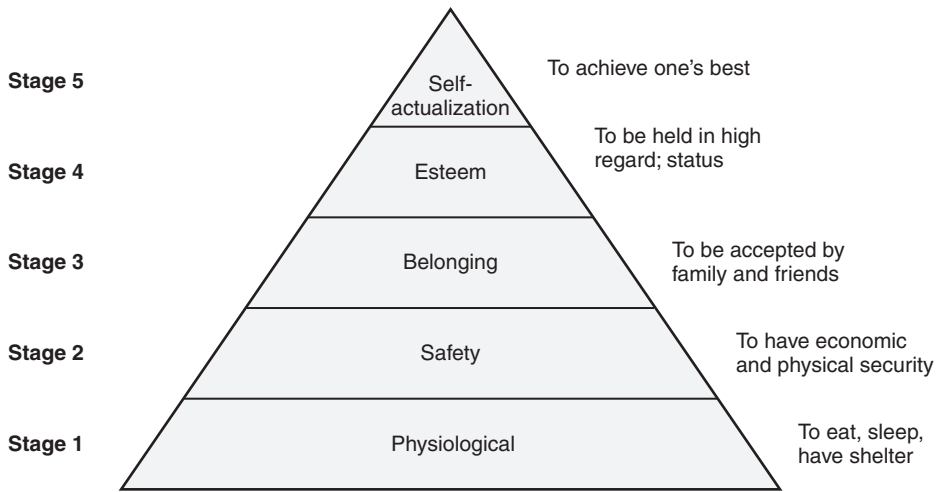 Stage 5
Self-
actualization
To achieve one's best
Stage 4
Esteem
To be held in high
regard; status
Stage 3
Belonging
To be accepted by
family and friends
Stage 2
Safety
To have economic
and physical security
Stage 1
Physiological
To eat, sleep,
have shelter